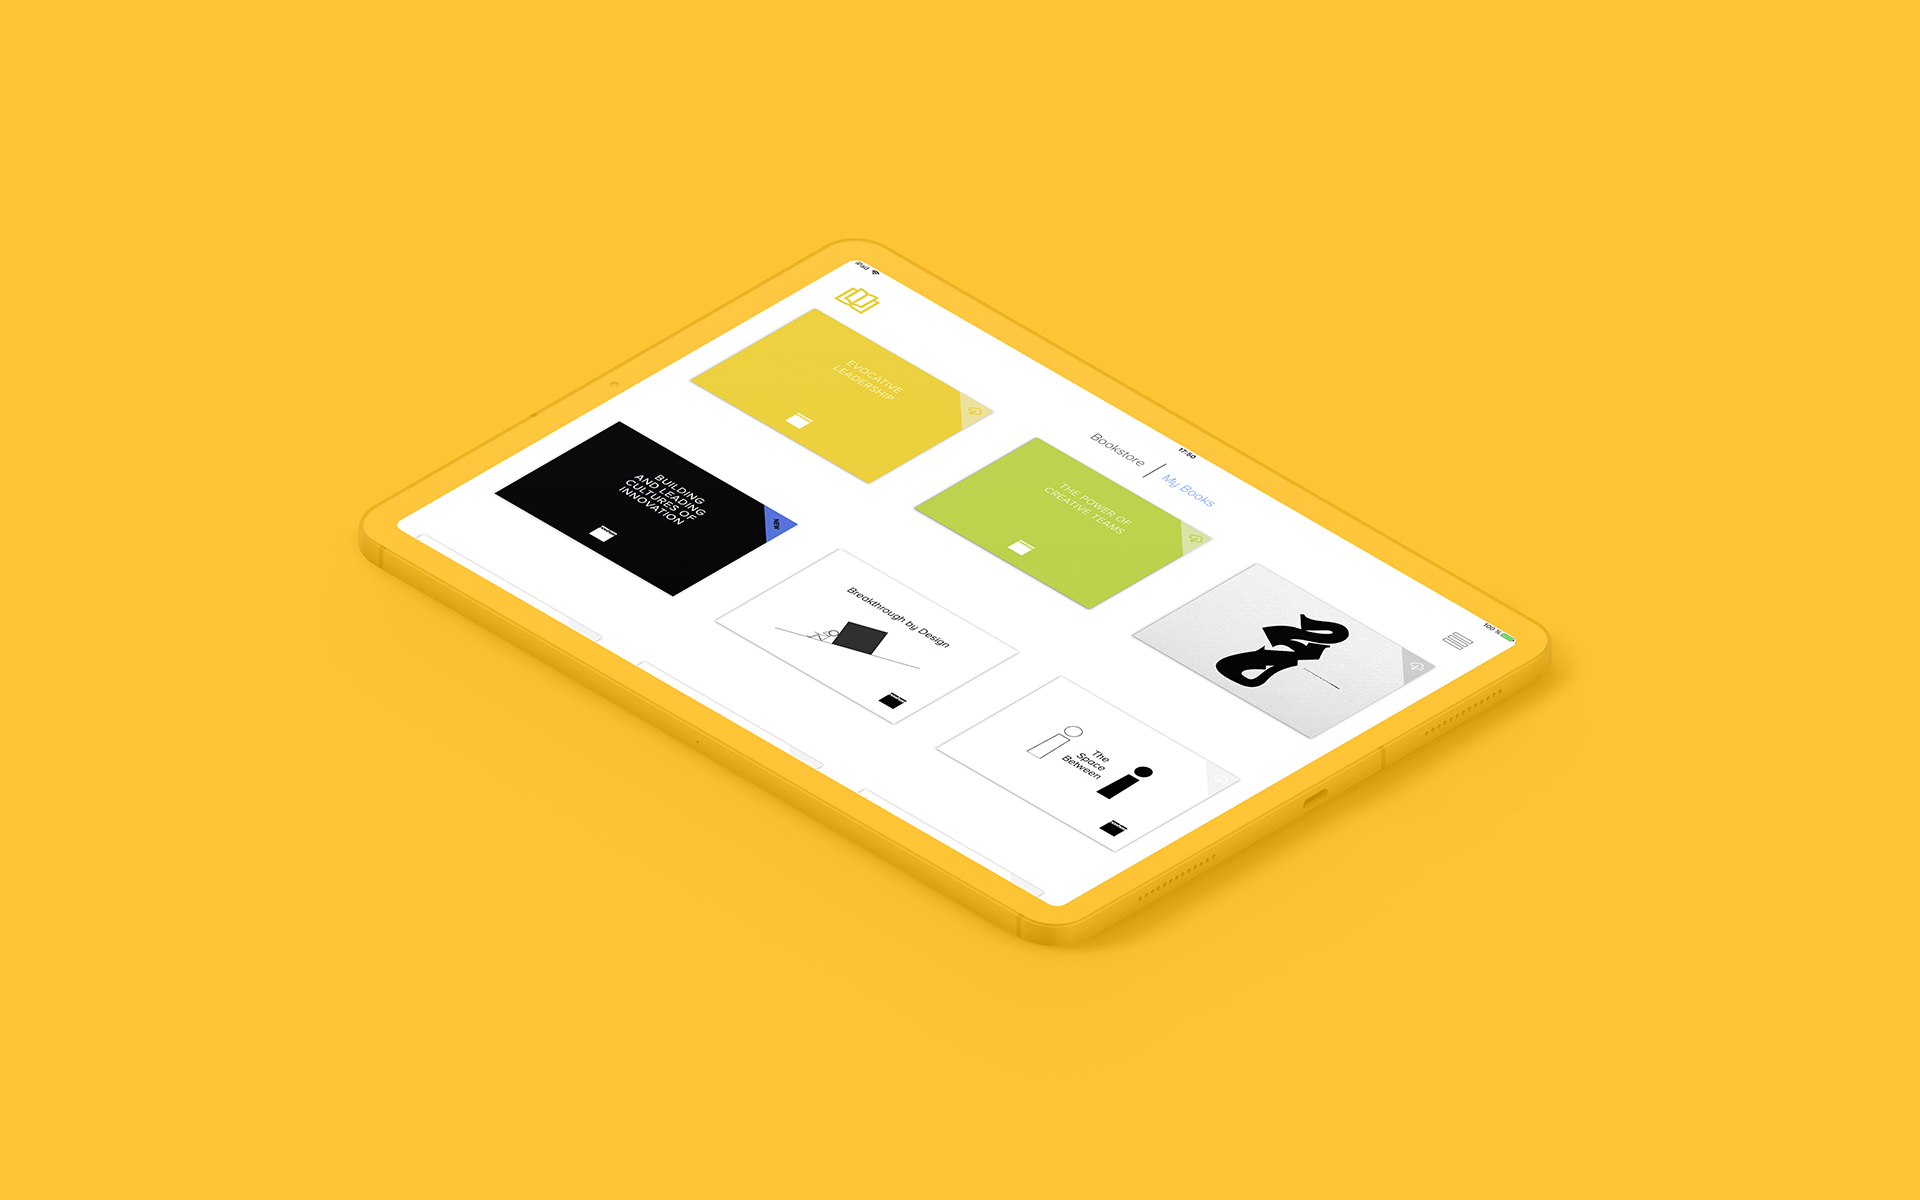 iPad
17:50
100 %
Bookstore
My Books
EVOCATIVE
LEADERSHIP
THE POWER OF
CREATIVE TEAMS
BUILDING
AND LEADING
CULTURES OF
INNOVATION
NEW
Breakthrough by Design
The
Space
Between